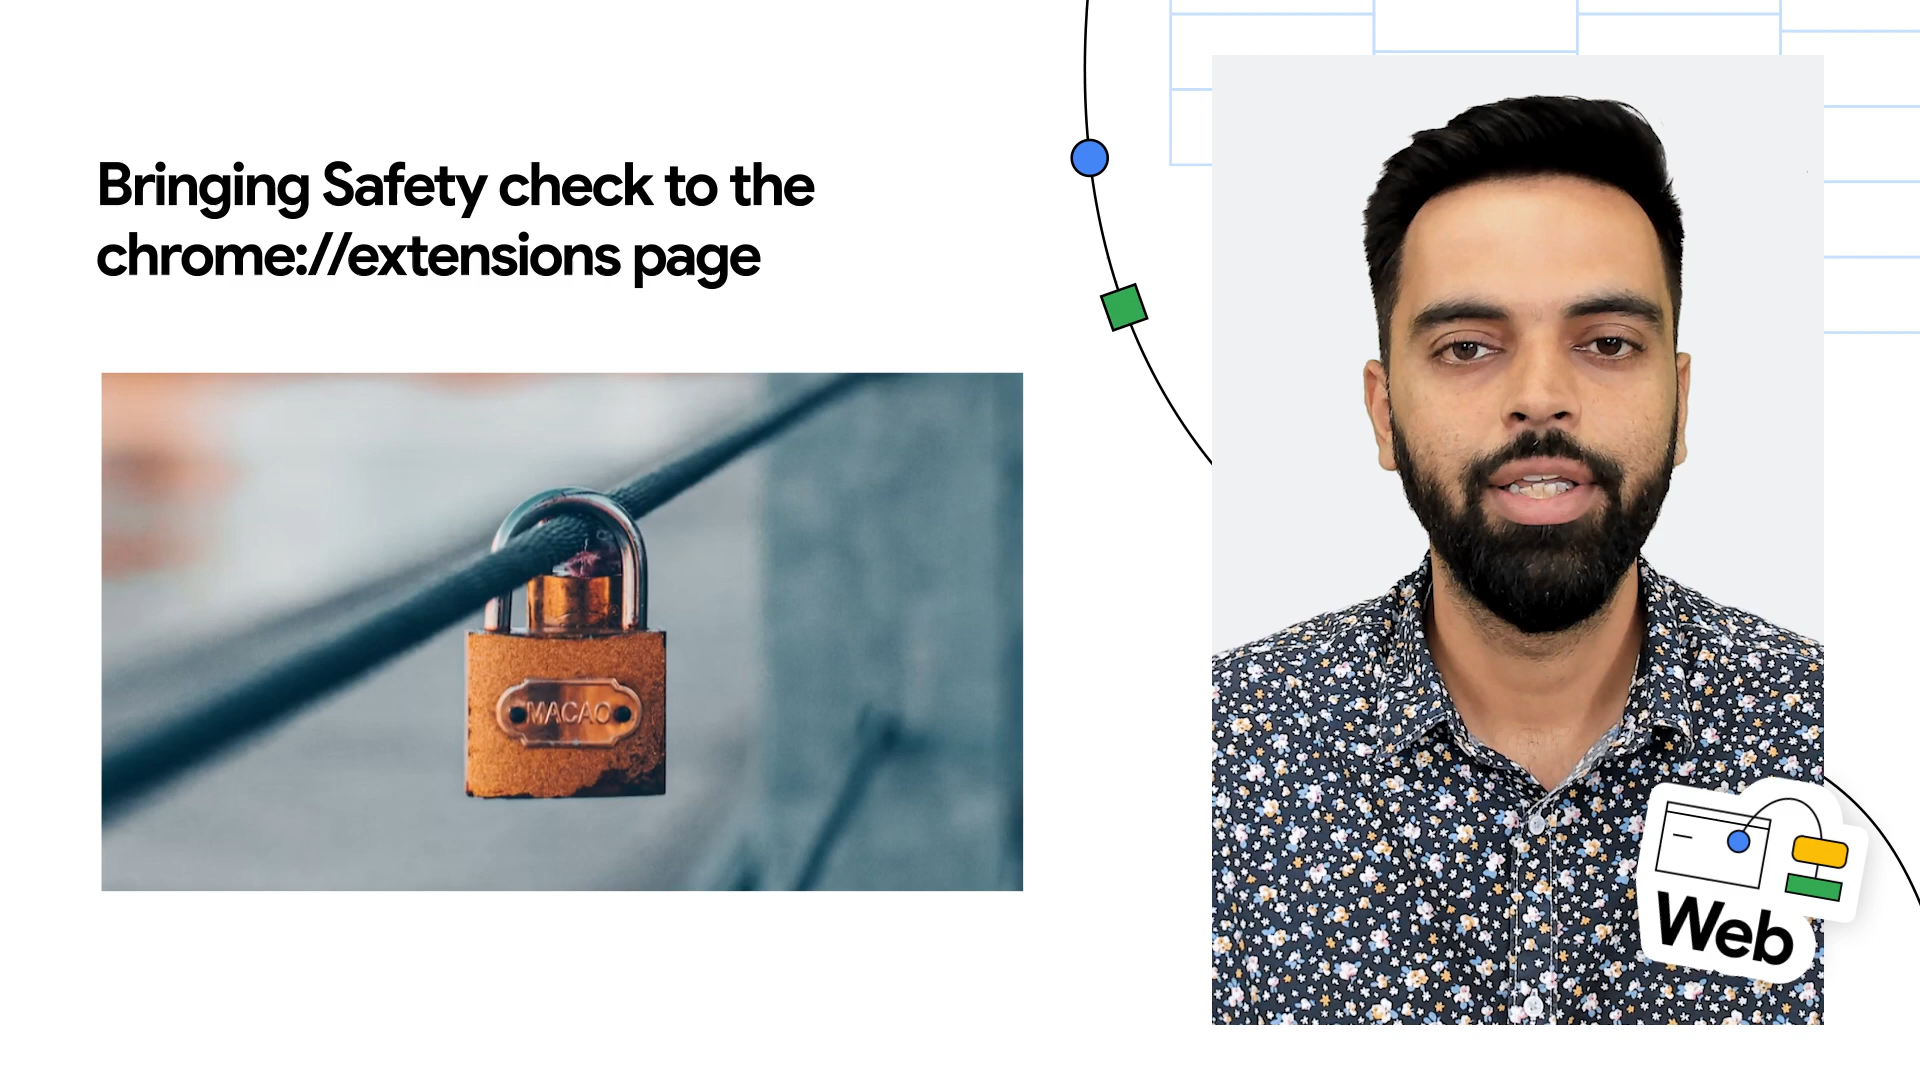 Bringing Safety check to the
chrome://extensions page
MACAO
Web